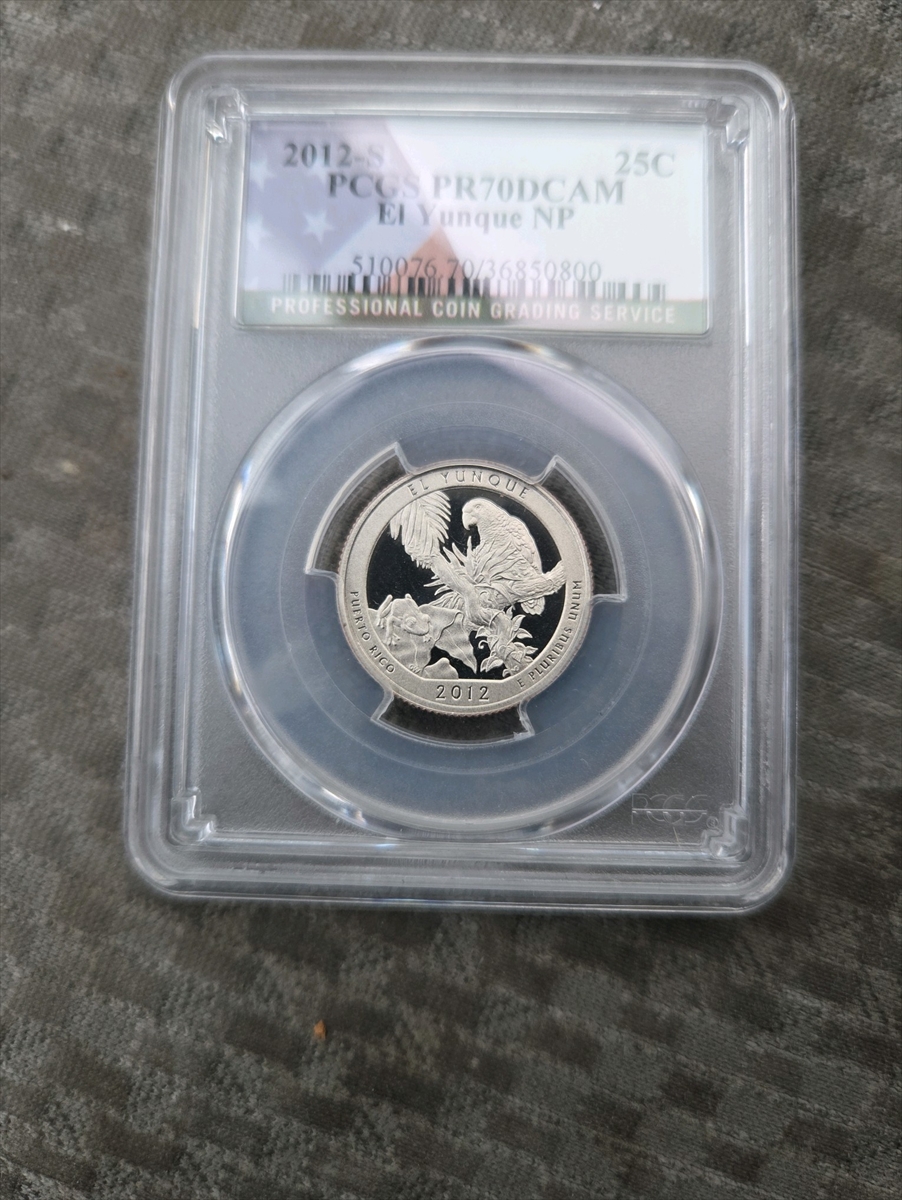 2012-S 25C
PCGS PR70DCAM
El Yunque NP
510076.70/36850800
PROFESSIONAL COIN GRADING SERVICE
EL YUNQUE
PUERTO RICO
2012
E PLURIBUS UNUM
PCGS